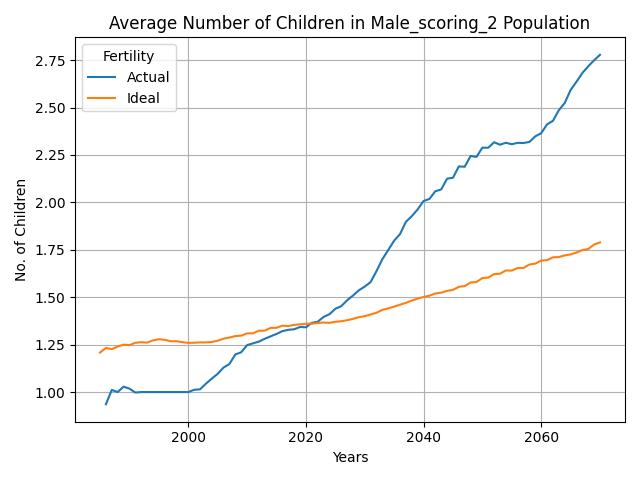 Average Number of Children in Male_scoring_2 Population
Fertility
Actual
Ideal
2.75
2.50
2.25
2.00
1.75
1.50
1.25
1.00
No. of Children
2000
2020
2040
2060
Years